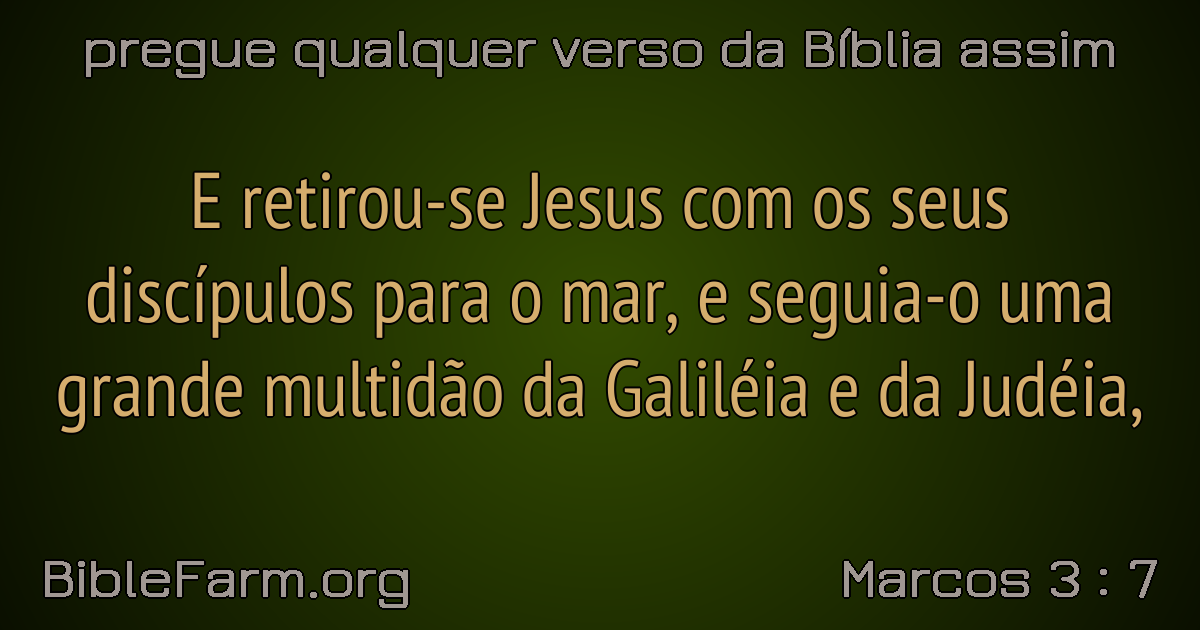 pregue qualquer verso da Bíblia assim
E retirou-se Jesus com os seus
discípulos para o mar, e seguia-o uma
grande multidão da Galiléia e da Judéia,
BibleFarm.org
Marcos 3 : 7